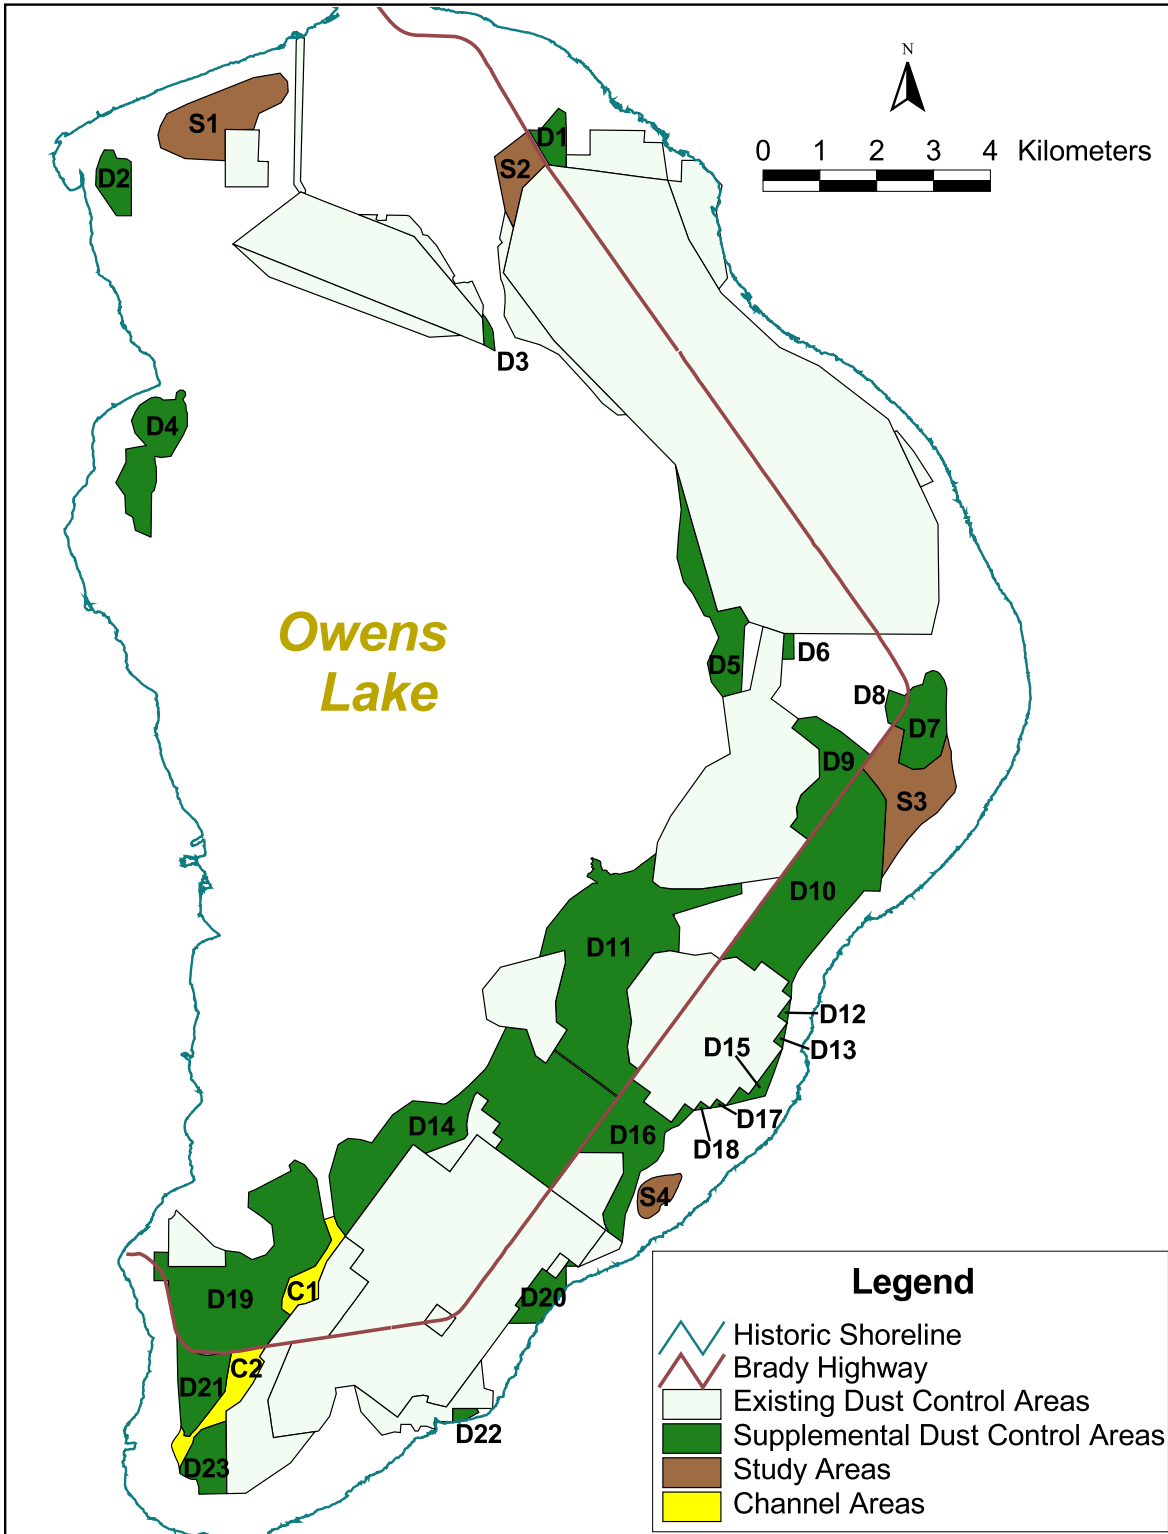 N
0 1 2 3 4 Kilometers
S1
D1
S2
D2
D3
D4
Owens
Lake
D5
D6
D8
D7
D9
S3
D10
D11
D12
D13
D15
D14
D16
D17
D18
S4
C1
D19
D20
C2
D21
D22
D23
Legend
Historic Shoreline
Brady Highway
Existing Dust Control Areas
Supplemental Dust Control Areas
Study Areas
Channel Areas